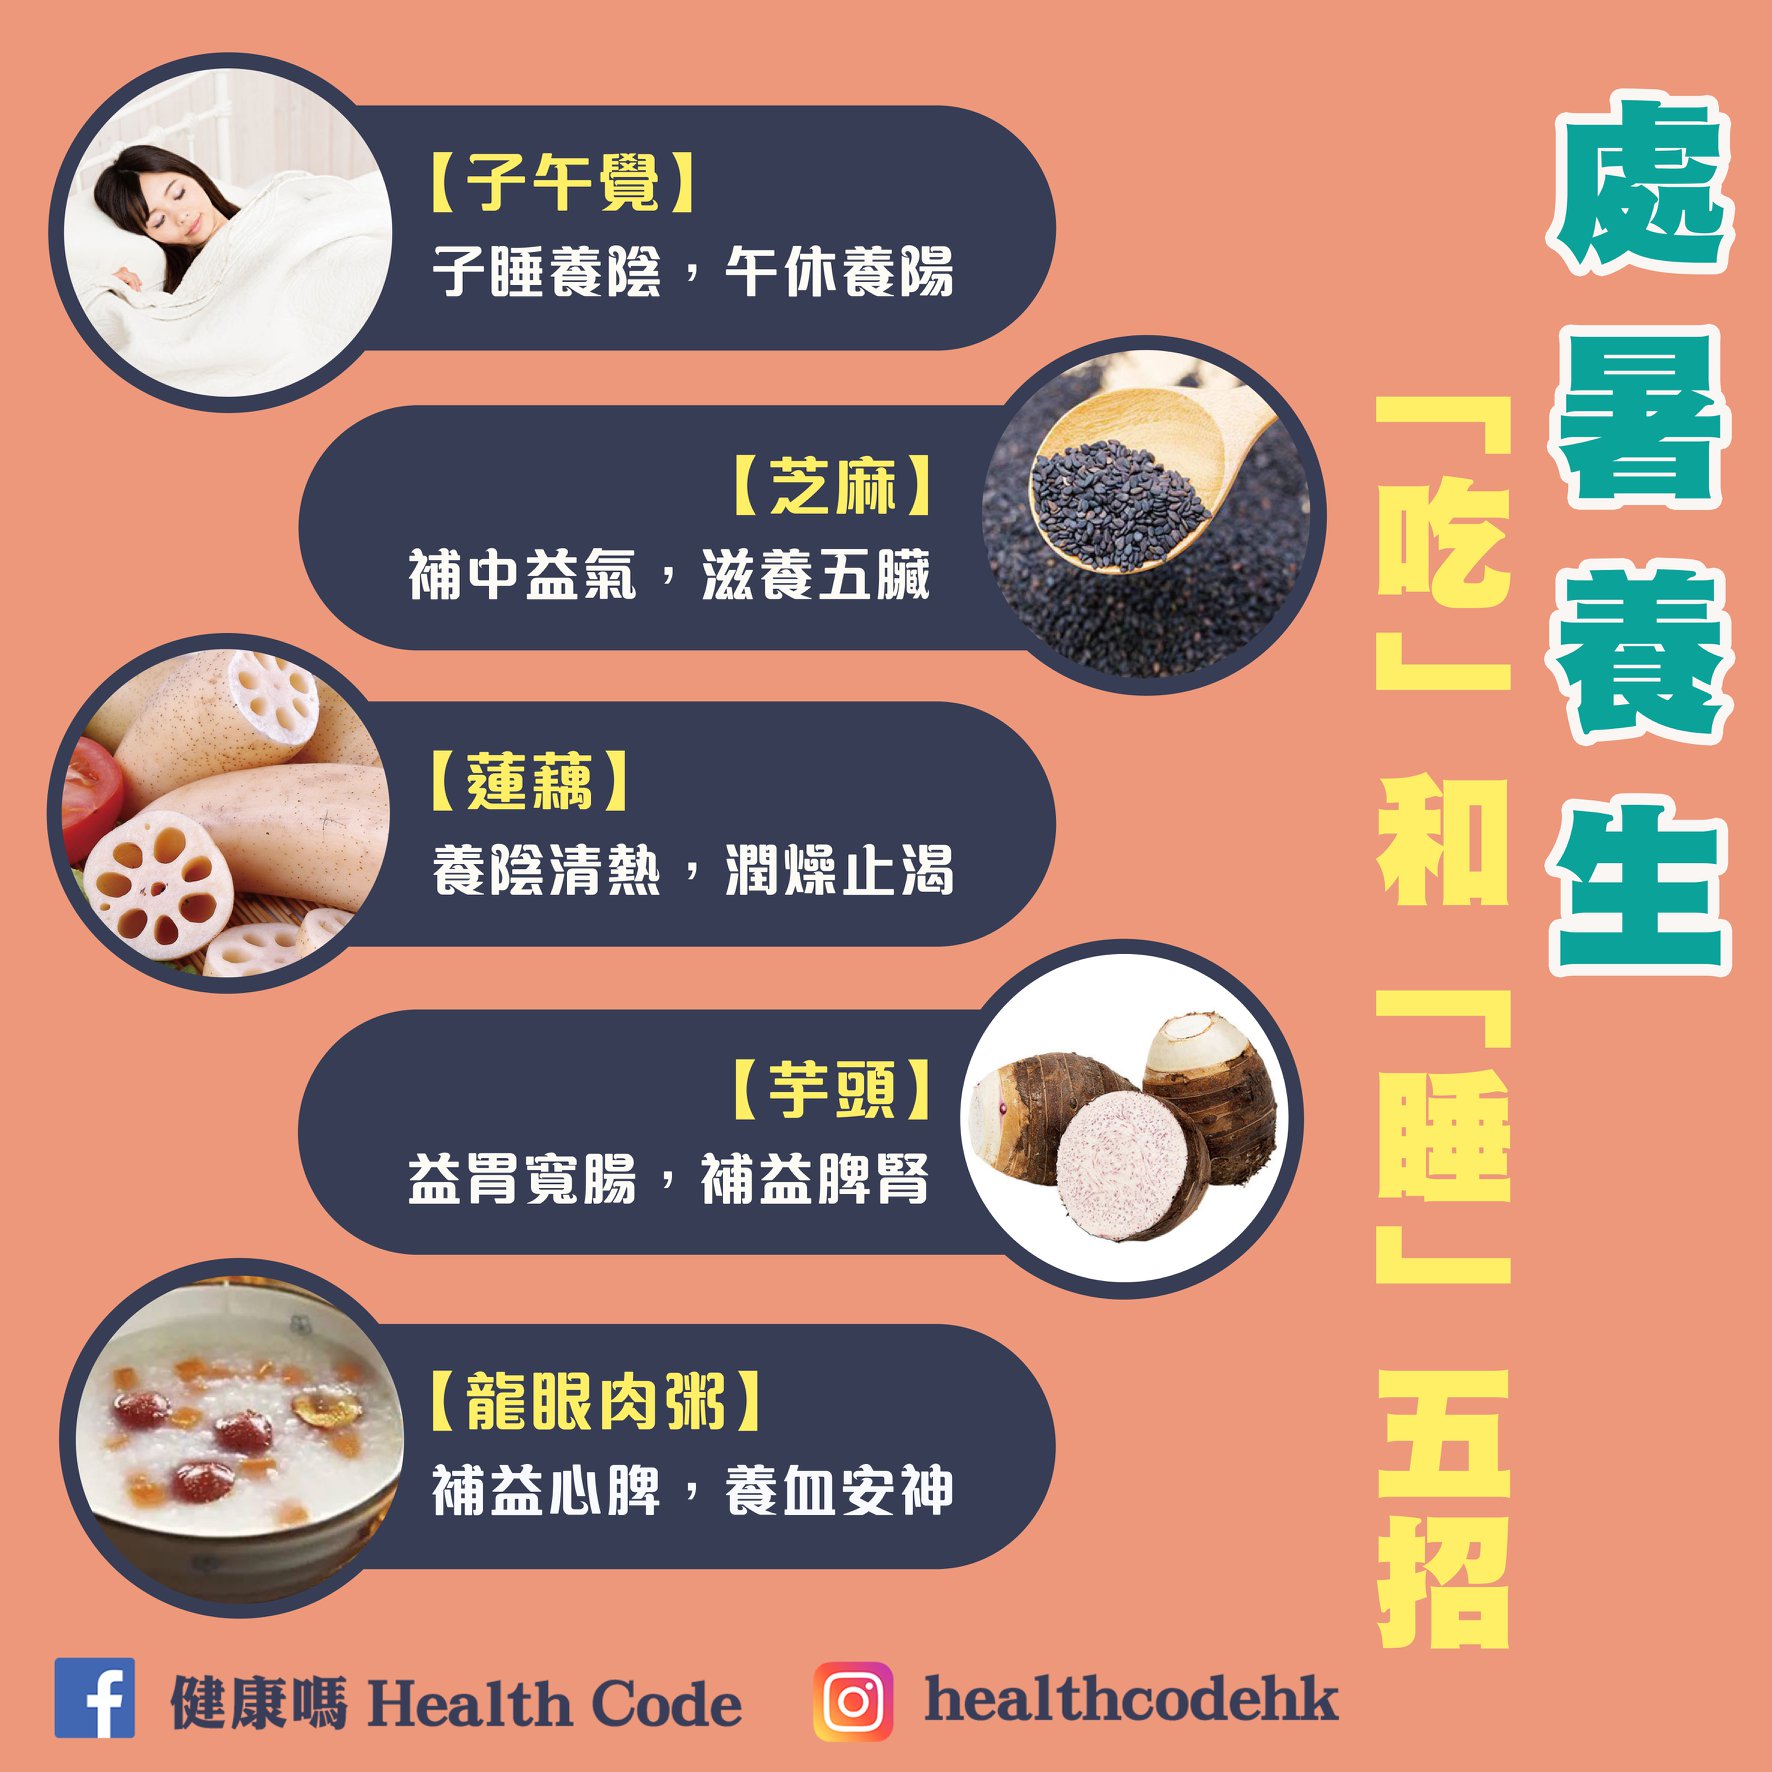 處暑養生
「吃」和「睡」五招
【子午覺】
子睡養陰，午休養陽
【芝麻】
補中益氣，滋養五臟
【蓮藕】
養陰清熱，潤燥止渴
【芋頭】
益胃寬腸，補益脾腎
【龍眼肉粥】
補益心脾，養血安神
健康嗎 Health Code
healthcodehk